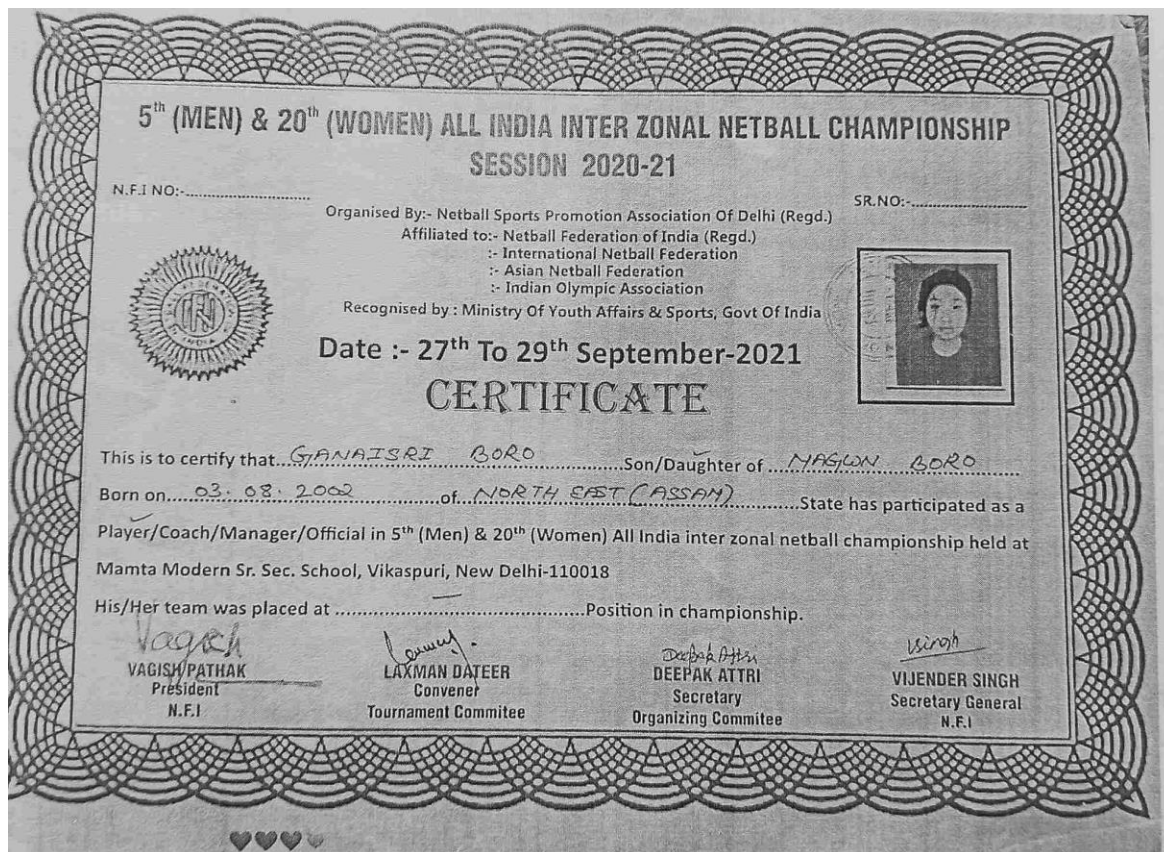 5th (MEN) & 20th (WOMEN) ALL INDIA INTER ZONAL NETBALL CHAMPIONSHIP
SESSION 2020-21
N.F.I NO:-..............................
SR.NO:-............................
Organised By:- Netball Sports Promotion Association Of Delhi (Regd.)
Affiliated to:- Netball Federation of India (Regd.)
:- International Netball Federation
:- Asian Netball Federation
:- Indian Olympic Association
Recognised by : Ministry Of Youth Affairs & Sports, Govt Of India
Date :- 27th To 29th September-2021
CERTIFICATE
This is to certify that GANAISRI BORO Son/Daughter of MAGWN BORO
Born on 03.08.2002 of NORTH EAST (ASSAM) State has participated as a
Player/Coach/Manager/Official in 5th (Men) & 20th (Women) All India inter zonal netball championship held at
Mamta Modern Sr. Sec. School, Vikaspuri, New Delhi-110018
His/Her team was placed at ..........—..........Position in championship.
Vagish
Deepak Attri
VSingh
VAGISH PATHAK
President
N.F.I
LAXMAN DATEER
Convener
Tournament Commitee
DEEPAK ATTRI
Secretary
Organizing Commitee
VIJENDER SINGH
Secretary General
N.F.I